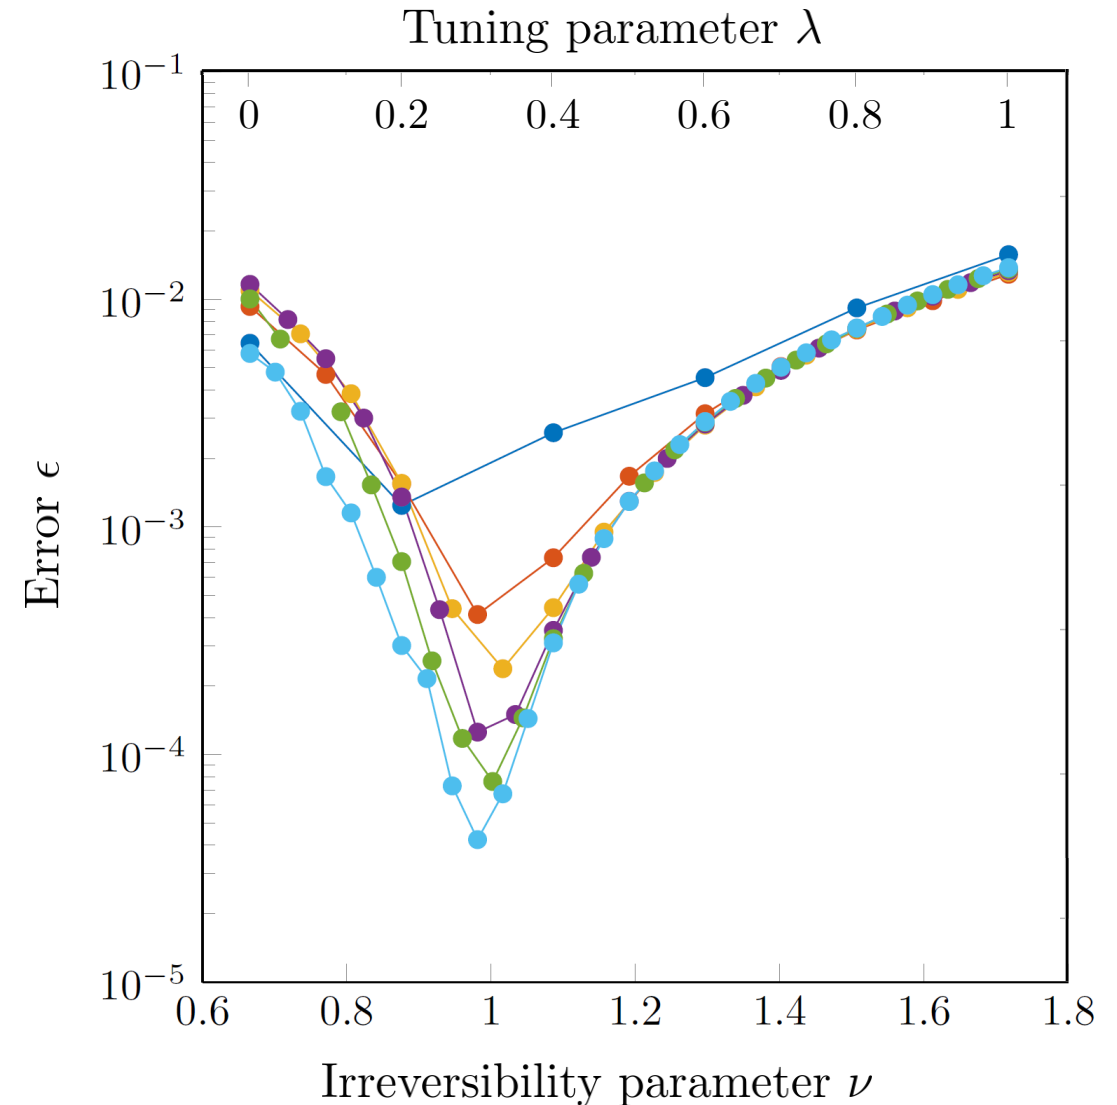 Tuning parameter λ
0 0.2 0.4 0.6 0.8 1
10⁻¹
10⁻²
10⁻³
10⁻⁴
10⁻⁵
Error ϵ
0.6 0.8 1 1.2 1.4 1.6 1.8
Irreversibility parameter ν